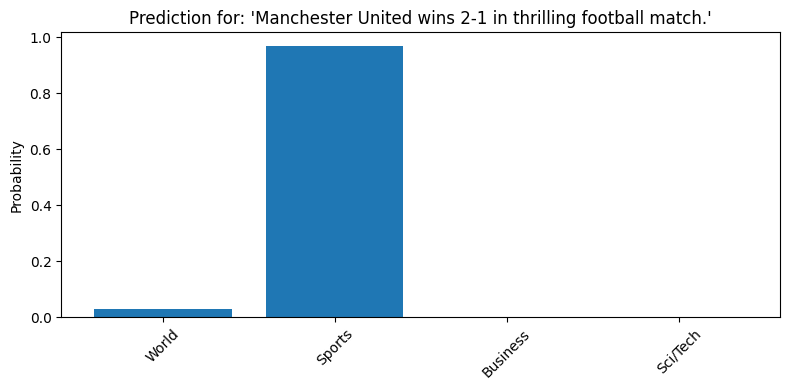 Prediction for: 'Manchester United wins 2-1 in thrilling football match.'
Probability
1.0
0.8
0.6
0.4
0.2
0.0
World
Sports
Business
Sci/Tech